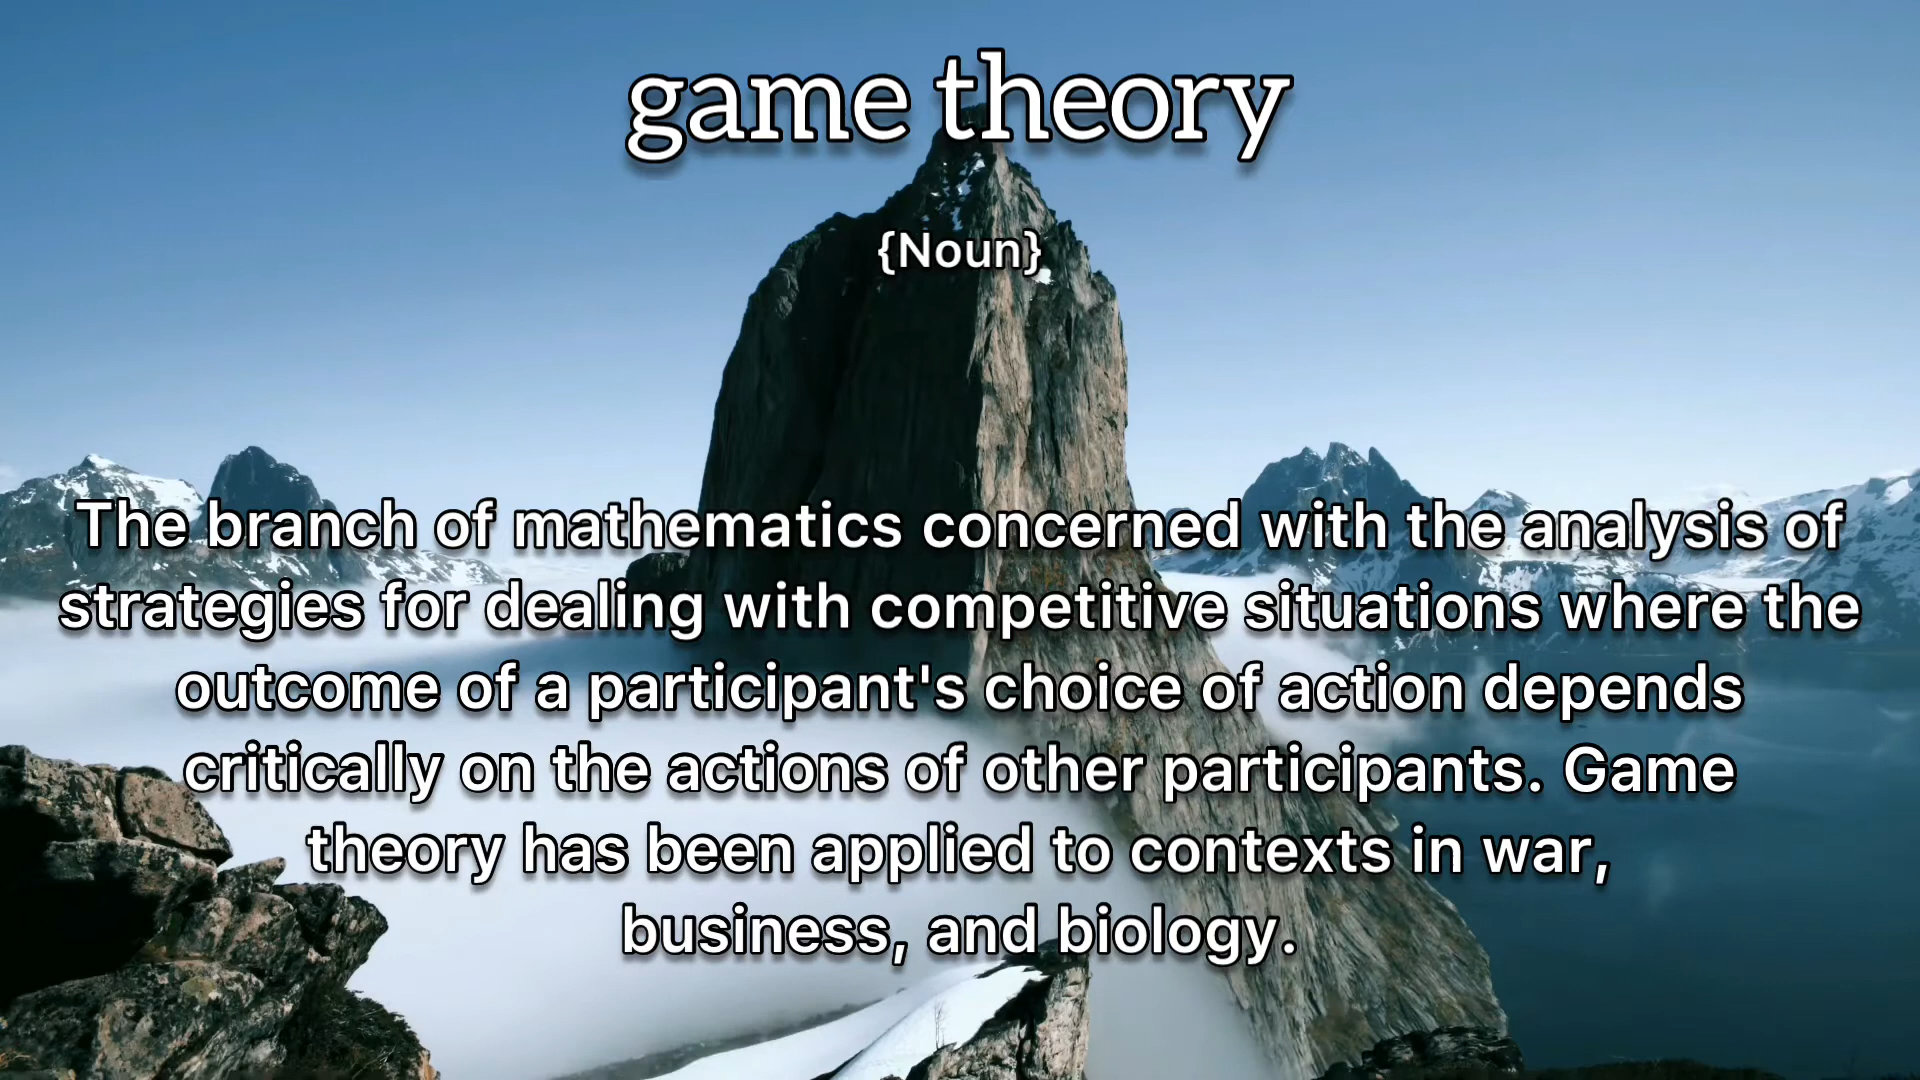 game theory
{Noun}
The branch of mathematics concerned with the analysis of
strategies for dealing with competitive situations where the
outcome of a participant's choice of action depends
critically on the actions of other participants. Game
theory has been applied to contexts in war,
business, and biology.